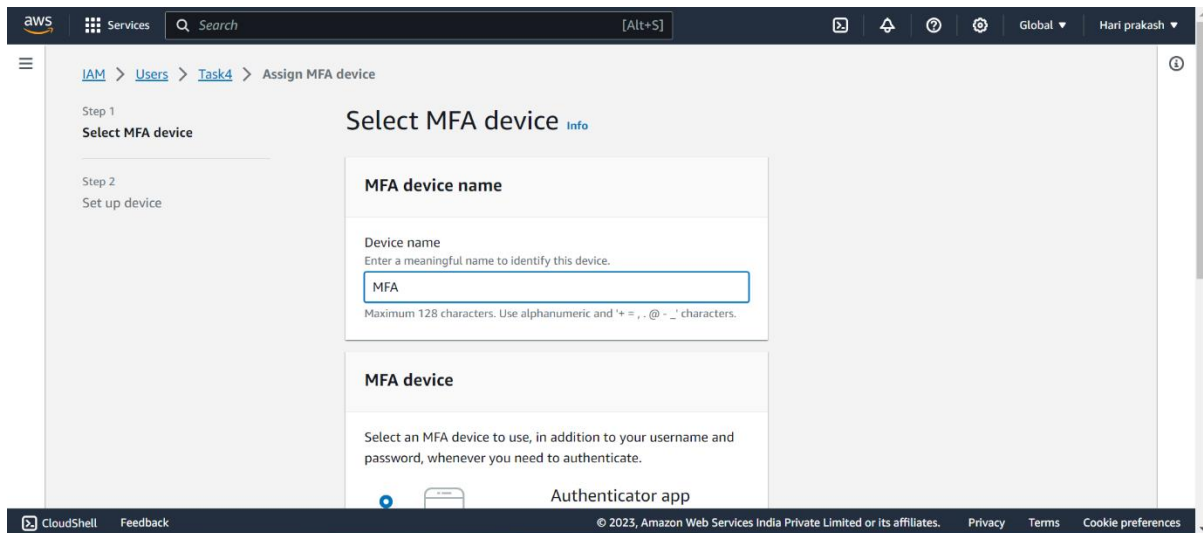 aws Services Search [Alt+S] Global ▼ Hari prakash ▼
IAM > Users > Task4 > Assign MFA device
Step 1
Select MFA device
Step 2
Set up device
Select MFA device Info
MFA device name
Device name
Enter a meaningful name to identify this device.
MFA
Maximum 128 characters. Use alphanumeric and '+ = , . @ - _' characters.
MFA device
Select an MFA device to use, in addition to your username and
password, whenever you need to authenticate.
Authenticator app
CloudShell Feedback © 2023, Amazon Web Services India Private Limited or its affiliates. Privacy Terms Cookie preferences